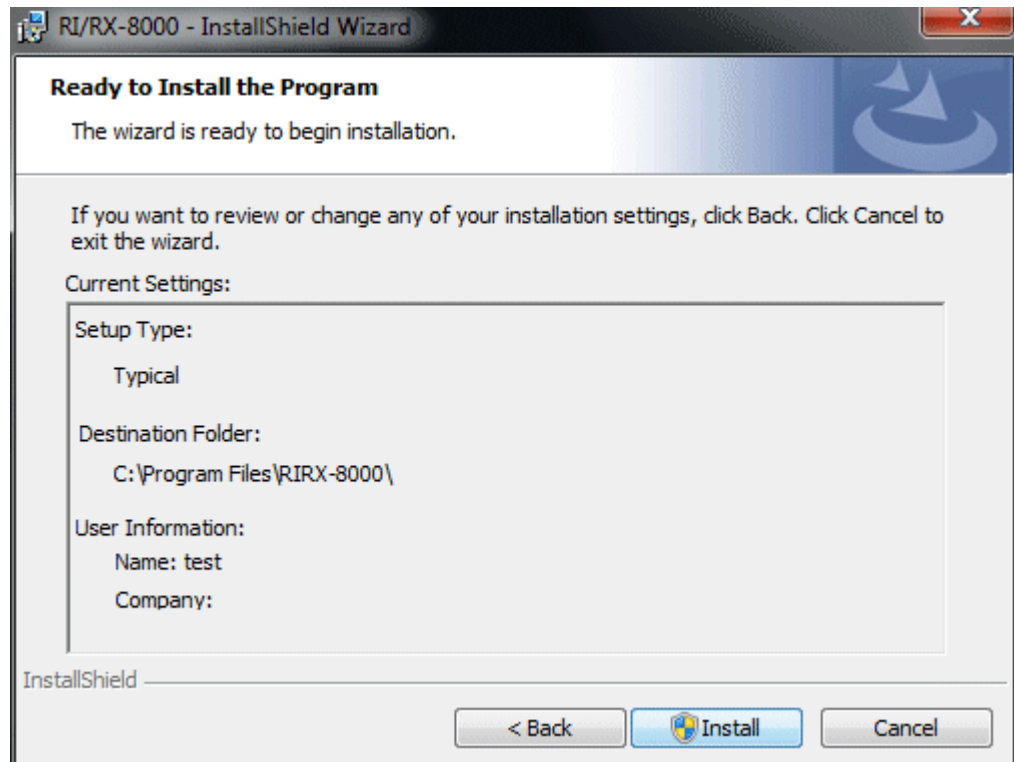 RI/RX-8000 - InstallShield Wizard
Ready to Install the Program
The wizard is ready to begin installation.
If you want to review or change any of your installation settings, click Back. Click Cancel to
exit the wizard.
Current Settings:
Setup Type:
Typical
Destination Folder:
C:\Program Files\RIRX-8000\
User Information:
Name: test
Company:
InstallShield
< Back
Install
Cancel